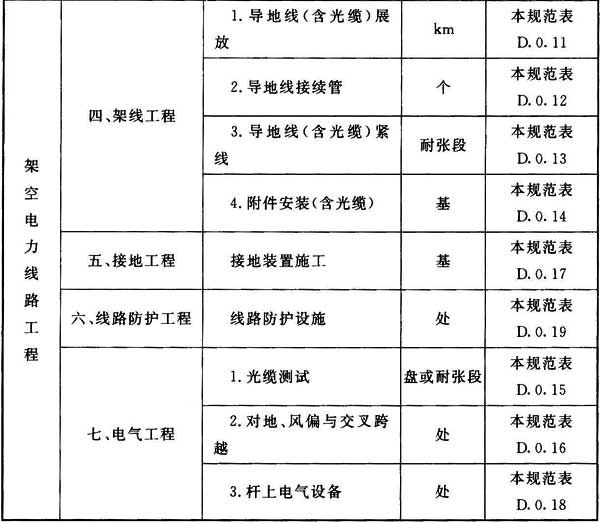 架空电力线路工程
四、架线工程
1.导地线(含光缆)展
放
km
本规范表
D.0.11
2.导地线接续管
个
本规范表
D.0.12
3.导地线(含光缆)紧
线
耐张段
本规范表
D.0.13
4.附件安装(含光缆)
基
本规范表
D.0.14
五、接地工程
接地装置施工
基
本规范表
D.0.17
六、线路防护工程
线路防护设施
处
本规范表
D.0.19
七、电气工程
1.光缆测试
盘或耐张段
本规范表
D.0.15
2.对地、风偏与交叉跨
越
处
本规范表
D.0.16
3.杆上电气设备
处
本规范表
D.0.18